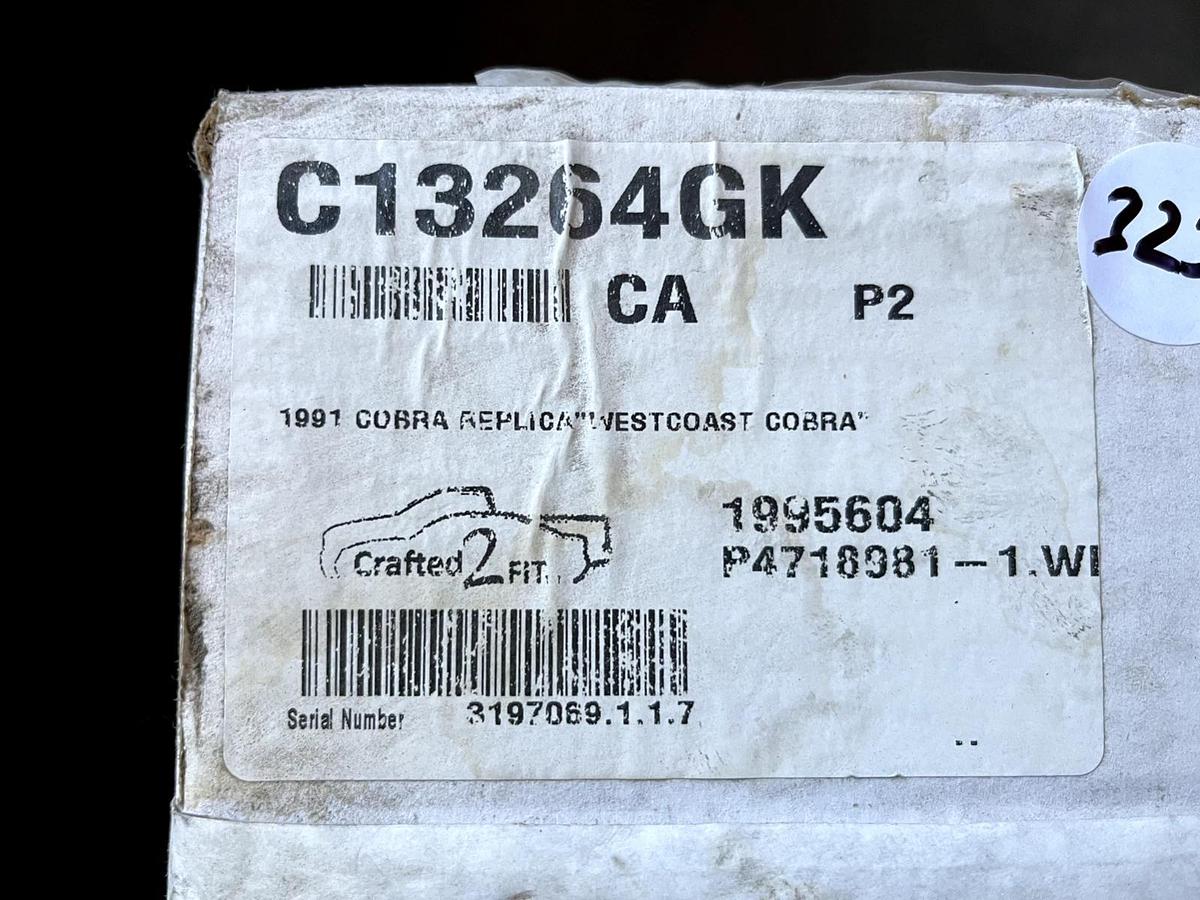 C13264GK
CA P2
1991 COBRA REPLICA"WESTCOAST COBRA"
Crafted 2 FiT
1995604
P4718981-1.WI
Serial Number 3197069.1.1.7